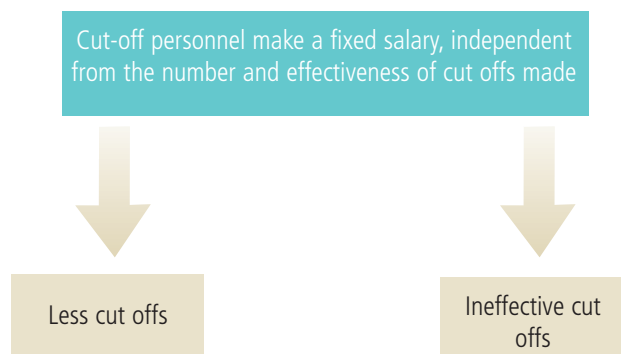 Cut-off personnel make a fixed salary, independent
from the number and effectiveness of cut offs made
Less cut offs
Ineffective cut
offs